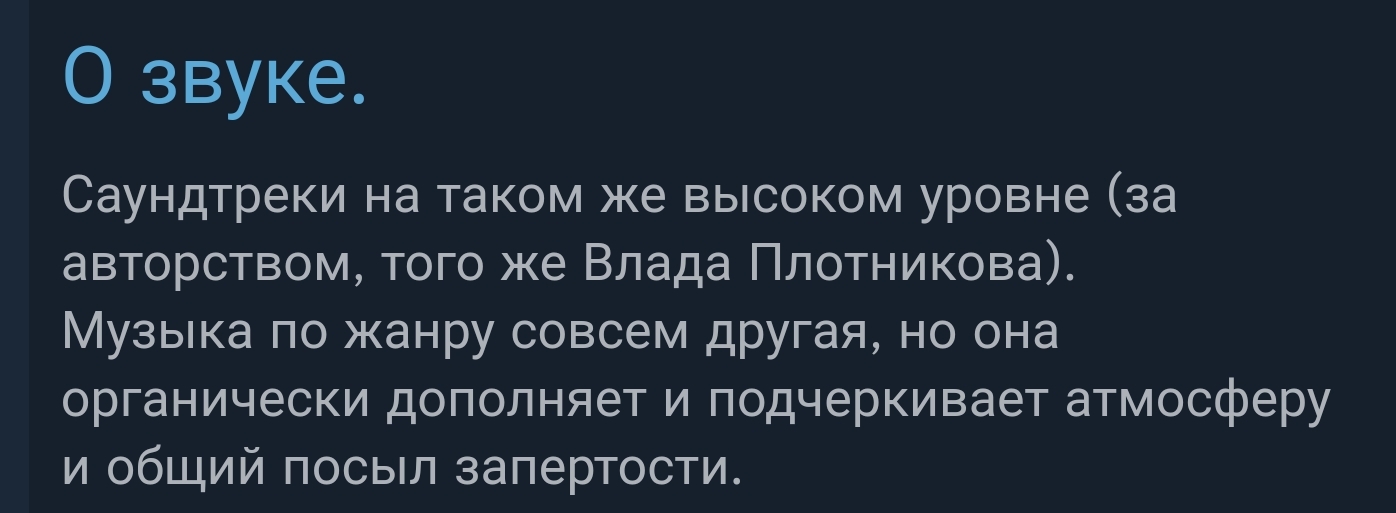 О звуке.
Саундтреки на таком же высоком уровне (за
авторством, того же Влада Плотникова).
Музыка по жанру совсем другая, но она
органически дополняет и подчеркивает атмосферу
и общий посыл запертости.